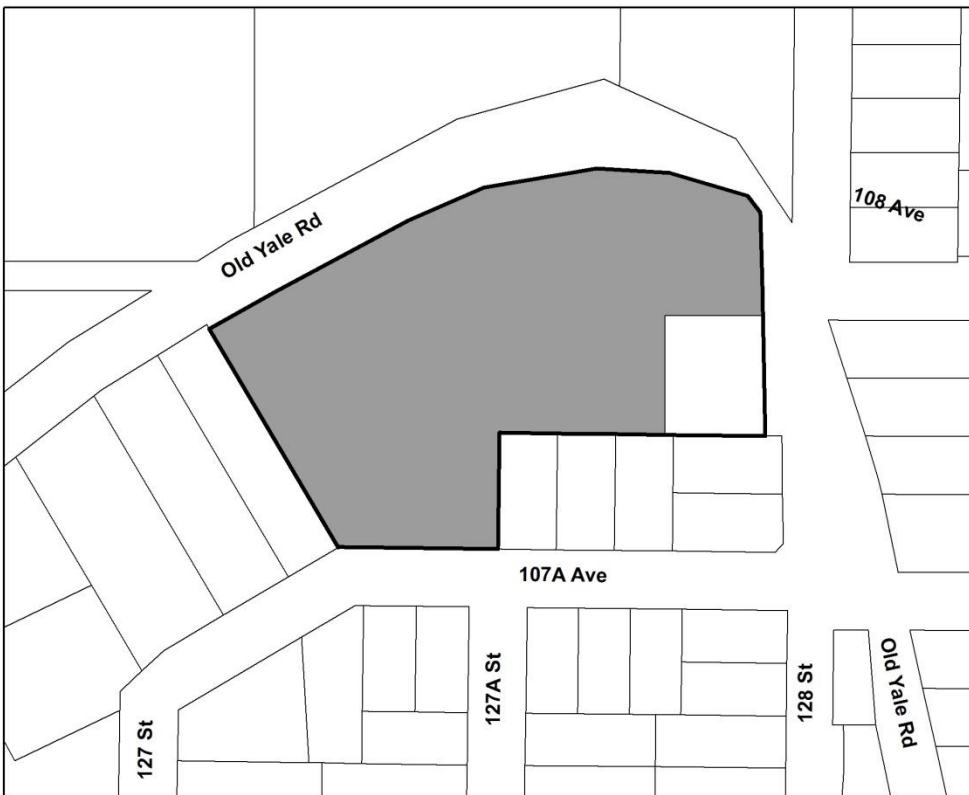 108 Ave
Old Yale Rd
107A Ave
127 St
127A St
128 St
Old Yale Rd